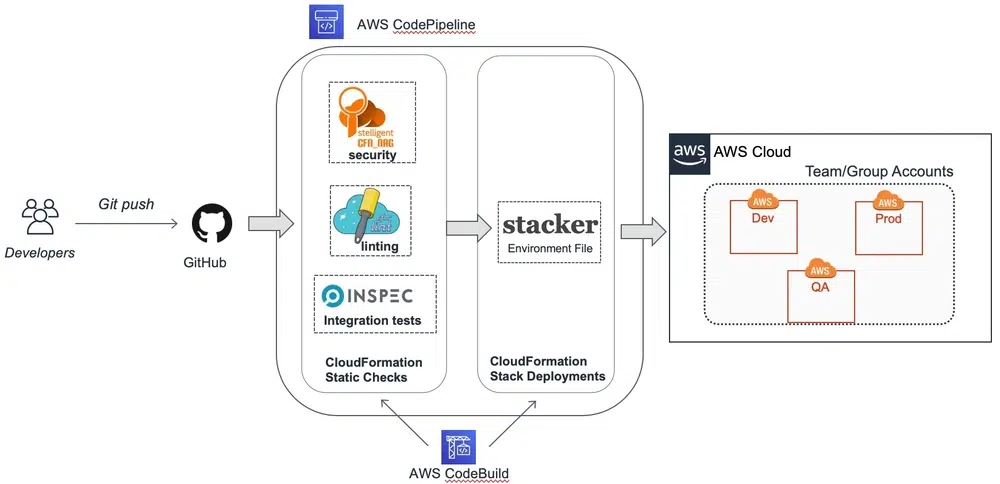 AWS CodePipeline
stelligent
CFN_NAG
security
linting
INSPEC
Integration tests
CloudFormation
Static Checks
stacker
Environment File
CloudFormation
Stack Deployments
Git push
Developers
GitHub
aws
AWS Cloud
Team/Group Accounts
AWS
Dev
AWS
Prod
AWS
QA
AWS CodeBuild